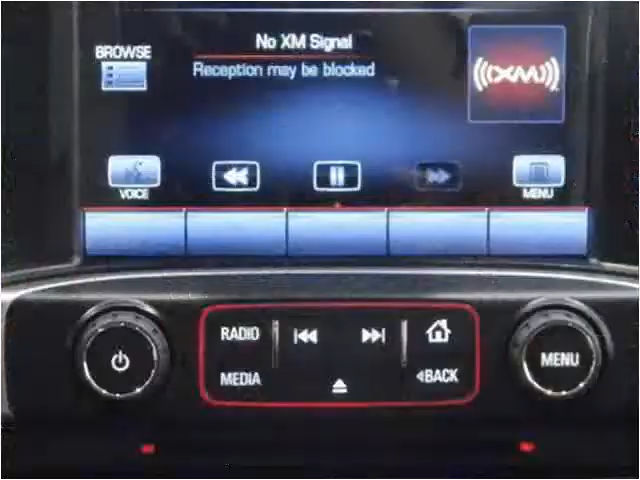 No XM Signal
BROWSE
Reception may be blocked
((XM))
VOICE
MENU
RADIO
MENU
MEDIA
BACK